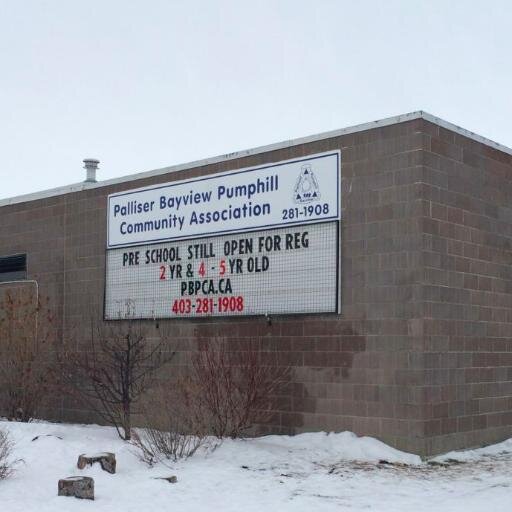 Palliser Bayview Pumphill
Community Association
281-1908
PRE SCHOOL STILL OPEN FOR REG
2 YR & 4 - 5 YR OLD
PBPCA.CA
403-281-1908